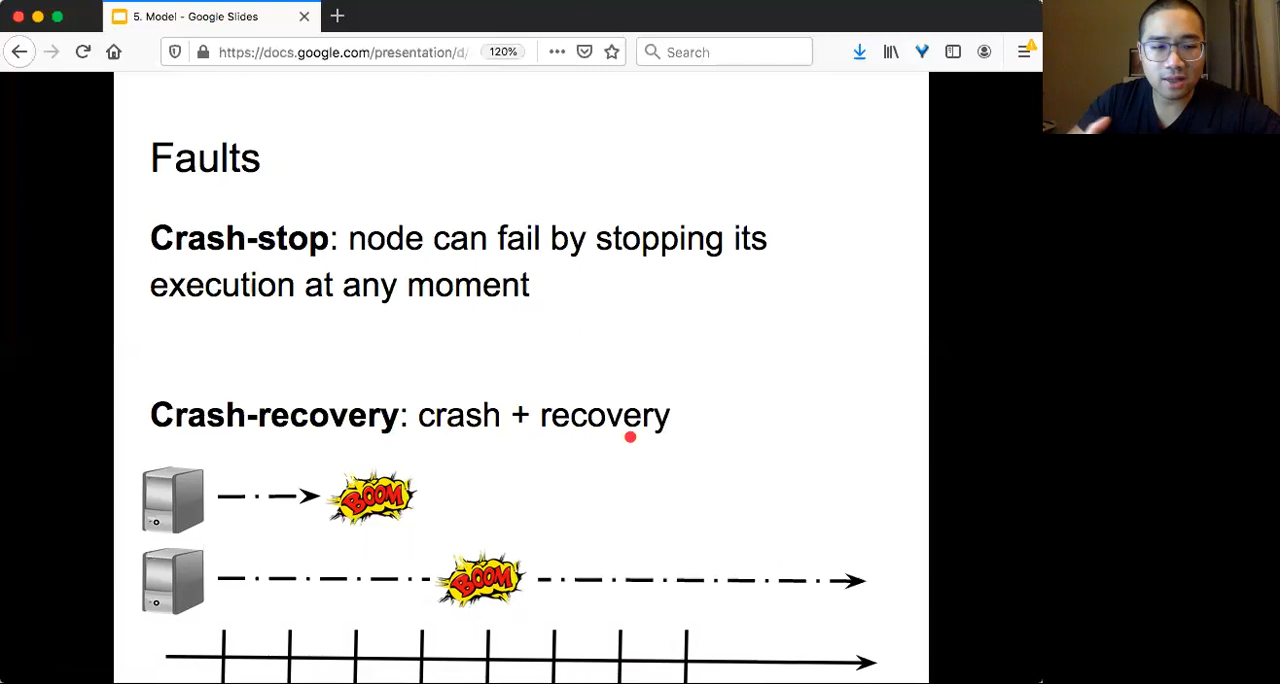 5. Model - Google Slides
https://docs.google.com/presentation/d/
120%
Search
Faults
Crash-stop: node can fail by stopping its
execution at any moment
Crash-recovery: crash + recovery
BOOM
BOOM